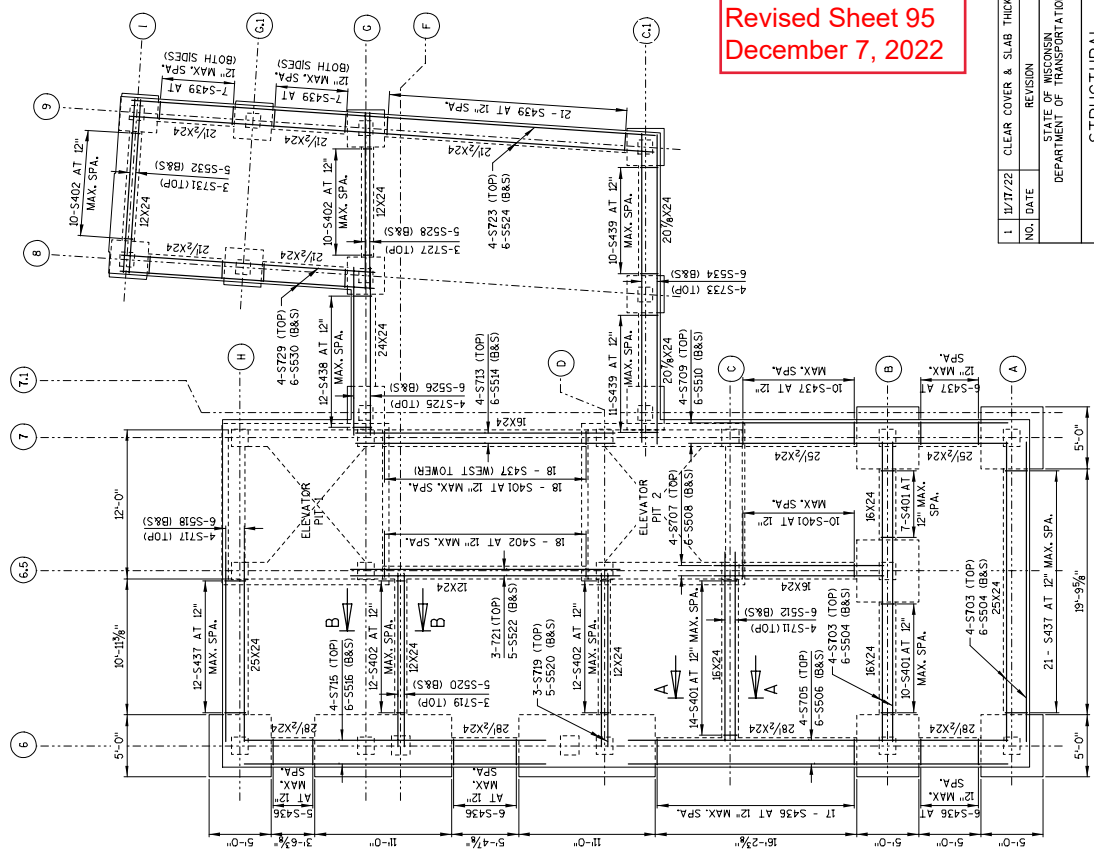 Revised Sheet 95
December 7, 2022
1 11/17/22 CLEAR COVER & SLAB THICK
NO. DATE REVISION
STATE OF WISCONSIN
DEPARTMENT OF TRANSPORTATIO
STRUCTURAL
I
G.1
G
F
C.1
9
8
7.1
7
6.5
6
H
D
C
B
A
7-S439 AT
12" MAX. SPA.
(BOTH SIDES)
7-S439 AT
12" MAX. SPA.
(BOTH SIDES)
21 - S439 AT 12" SPA.
21½X24
21½X24
21½X24
10-S402 AT 12"
MAX. SPA.
3-S731(TOP)
5-S532 (B&S)
12X24
21½X24
21½X24
10-S402 AT 12"
MAX. SPA.
12X24
3-S727 (TOP)
5-S528 (B&S)
4-S723 (TOP)
6-S524 (B&S)
4-S729 (TOP)
6-S530 (B&S)
12-S438 AT 12"
MAX. SPA.
24X24
4-S725 (TOP)
6-S526 (B&S)
10-S439 AT 12"
MAX. SPA.
20⅞X24
4-S733 (TOP)
6-S534 (B&S)
11-S439 AT 12"
MAX. SPA.
20⅞X24
4-S713 (TOP)
6-S514 (B&S)
16X24
4-S709 (TOP)
6-S510 (B&S)
10-S437 AT 12"
MAX. SPA.
6-S437 AT
12" MAX.
SPA.
12'-0"
4-S717 (TOP)
6-S518 (B&S)
ELEVATOR
PIT 1
18 - S437 (WEST TOWER)
18 - S401 AT 12" MAX. SPA.
18 - S402 AT 12" MAX. SPA.
ELEVATOR
PIT 2
4-S707 (TOP)
6-S508 (B&S)
25½X24
25½X24
10-S401 AT 12"
MAX. SPA.
16X24
7-S401 AT
12" MAX.
SPA.
5'-0"
10'-11⅜"
12-S437 AT 12"
MAX. SPA.
25X24
B
B
4-S715 (TOP)
6-S516 (B&S)
12-S402 AT 12"
MAX. SPA.
12X24
3-S719 (TOP)
5-S520 (B&S)
12X24
3-721 (TOP)
5-S522 (B&S)
3-S719 (TOP)
5-S520 (B&S)
12-S402 AT 12"
MAX. SPA.
12X24
A
A
14-S401 AT 12" MAX. SPA.
16X24
4-S711 (TOP)
6-S512 (B&S)
16X24
4-S705 (TOP)
6-S506 (B&S)
4-S703 (TOP)
6-S504 (B&S)
16X24
10-S401 AT 12"
MAX. SPA.
4-S703 (TOP)
6-S504 (B&S)
25X24
21 - S437 AT 12" MAX. SPA.
19'-9⅝"
5'-0"
28½X24
28½X24
28½X24
28½X24
5'-0"
5-S436
AT 12"
MAX.
SPA.
6-S436
AT 12"
MAX.
SPA.
17 - S436 AT 12" MAX. SPA.
6-S436 AT
12" MAX.
SPA.
5'-0"
3'-6⅜"
11'-0"
5'-4⅞"
11'-0"
16'-2⅜"
5'-0"
5'-0"